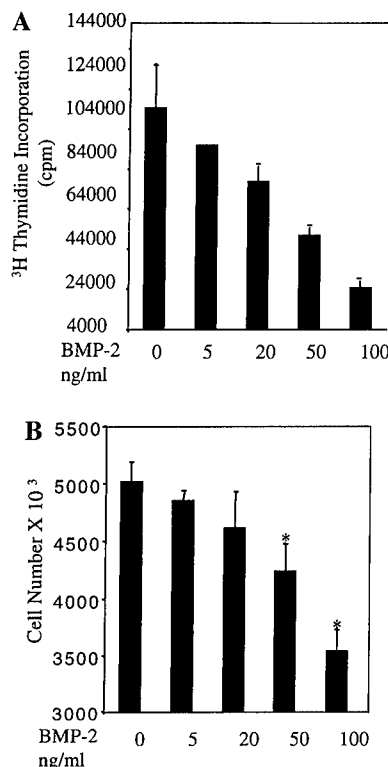 A
³H Thymidine Incorporation
(cpm)
144000
124000
104000
84000
64000
44000
24000
4000
BMP-2 0 5 20 50 100
ng/ml
B
Cell Number X 10³
5500
5000
4500
4000
3500
3000
* *
BMP-2 0 5 20 50 100
ng/ml